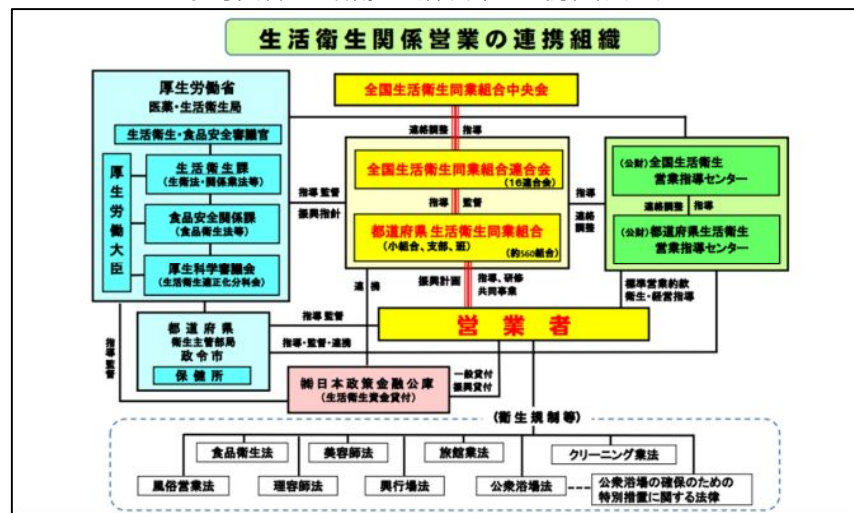 生活衛生関係営業の連携組織
厚生労働省
医薬・生活衛生局
生活衛生・食品安全審議官
厚生労働大臣
生活衛生課
(生衛法・関係業法等)
食品安全関係課
(食品衛生法等)
厚生科学審議会
(生活衛生適正化分科会)
全国生活衛生同業組合中央会
連絡調整 指導
全国生活衛生同業組合連合会
(16連合会)
指導 監督
都道府県生活衛生同業組合
(小組合、支部、班)
(約560組合)
指導 監督
振興指針
指導
連絡
調整
(公財)全国生活衛生
営業指導センター
連絡調整 指導
(公財)都道府県生活衛生
営業指導センター
連携
振興計画
指導、研修
共同事業
標準営業約款
衛生・経営指導
営業者
指導監督
都道府県
衛生主管部局
政令市
保健所
指導監督
指導・監督・連携
㈱日本政策金融公庫
(生活衛生資金貸付)
一般貸付
振興貸付
(衛生規制等)
食品衛生法
美容師法
旅館業法
クリーニング業法
風俗営業法
理容師法
興行場法
公衆浴場法
公衆浴場の確保のための
特別措置に関する法律